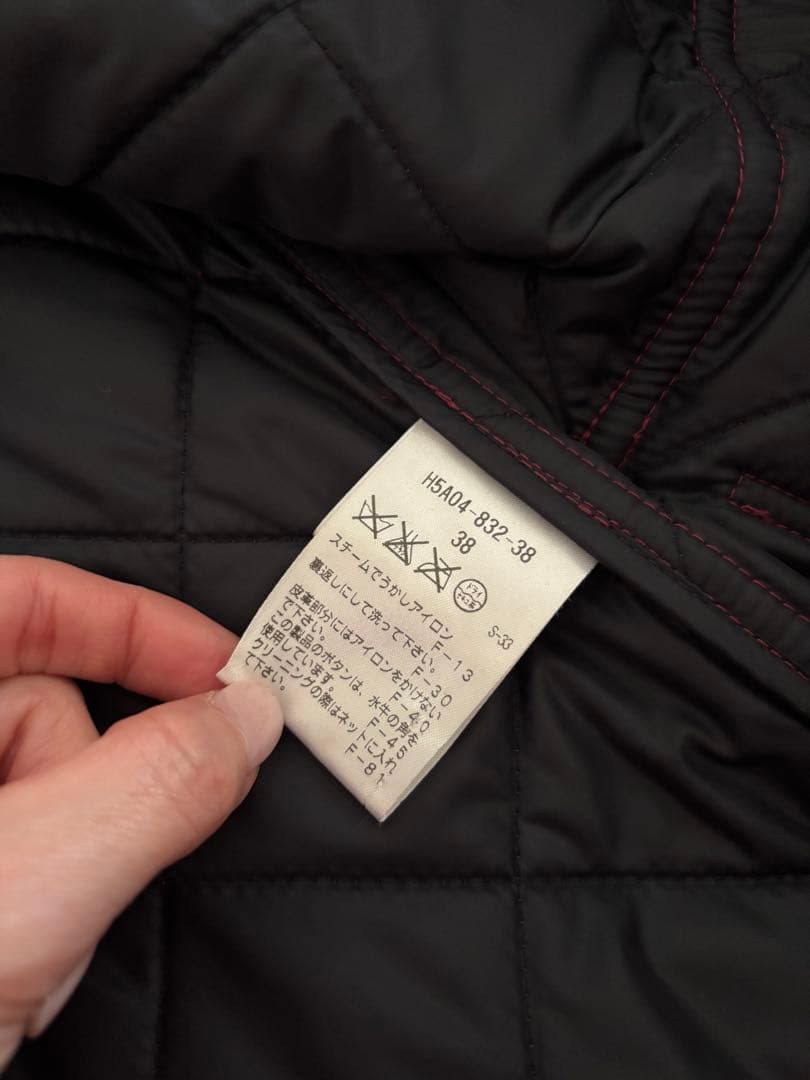 H5A04-832-38
38
ドライ
S-33
スチームでうかしアイロン
F-13
裏返しにして洗って下さい。
F-30
皮革部分にはアイロンをかけない
で下さい。
F-40
この製品のボタンは、水牛の角を
使用しています。
F-45
クリーニングの際はネットに入れ
て下さい。
F-81